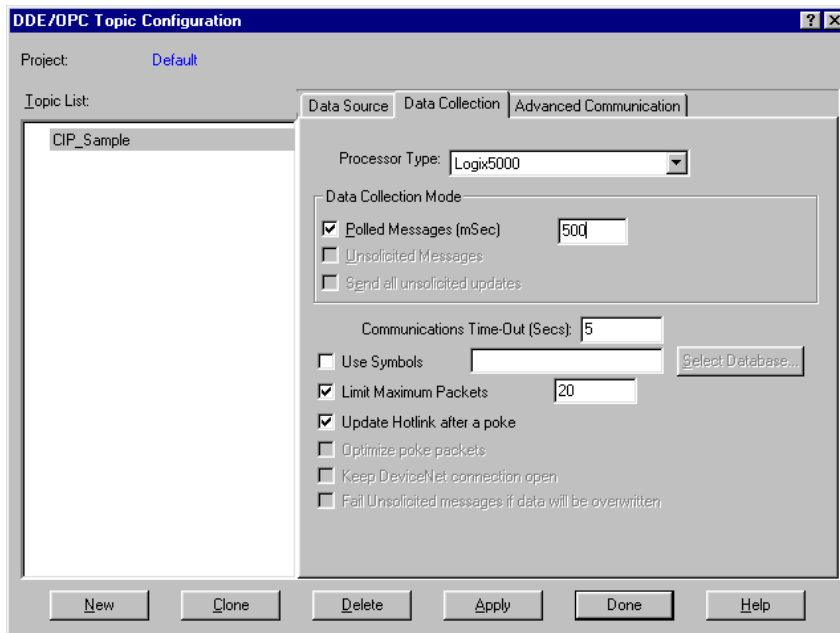 DDE/OPC Topic Configuration
Project: Default
Topic List:
CIP_Sample
Data Source Data Collection Advanced Communication
Processor Type: Logix5000
Data Collection Mode
Polled Messages (mSec) 500
Unsolicited Messages
Send all unsolicited updates
Communications Time-Out (Secs): 5
Use Symbols Select Database...
Limit Maximum Packets 20
Update Hotlink after a poke
Optimize poke packets
Keep DeviceNet connection open
Fail Unsolicited messages if data will be overwritten
New Clone Delete Apply Done Help